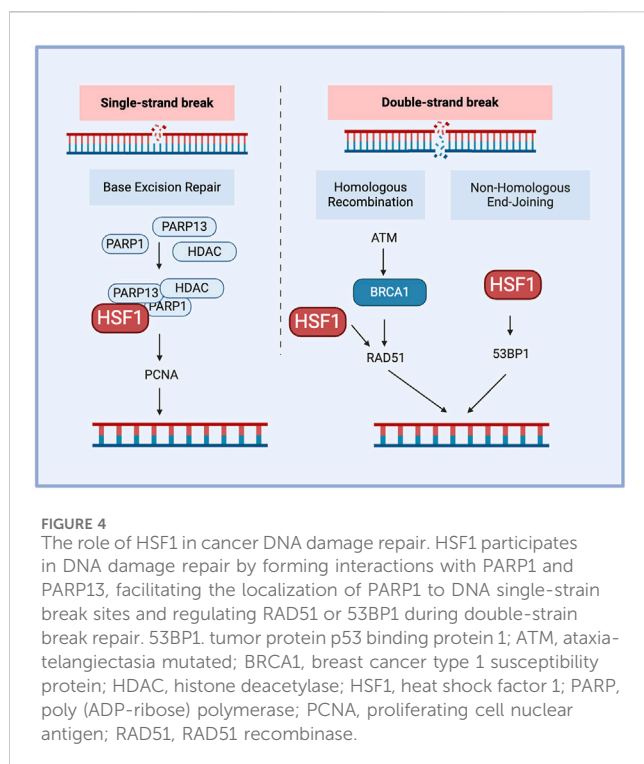 Single-strand break
Double-strand break
Base Excision Repair
Homologous
Recombination
Non-Homologous
End-Joining
PARP13
PARP1
HDAC
PARP13
HDAC
PARP1
HSF1
PCNA
ATM
BRCA1
HSF1
RAD51
HSF1
53BP1
FIGURE 4
The role of HSF1 in cancer DNA damage repair. HSF1 participates
in DNA damage repair by forming interactions with PARP1 and
PARP13, facilitating the localization of PARP1 to DNA single-strain
break sites and regulating RAD51 or 53BP1 during double-strain
break repair. 53BP1. tumor protein p53 binding protein 1; ATM, ataxia-
telangiectasia mutated; BRCA1, breast cancer type 1 susceptibility
protein; HDAC, histone deacetylase; HSF1, heat shock factor 1; PARP,
poly (ADP-ribose) polymerase; PCNA, proliferating cell nuclear
antigen; RAD51, RAD51 recombinase.